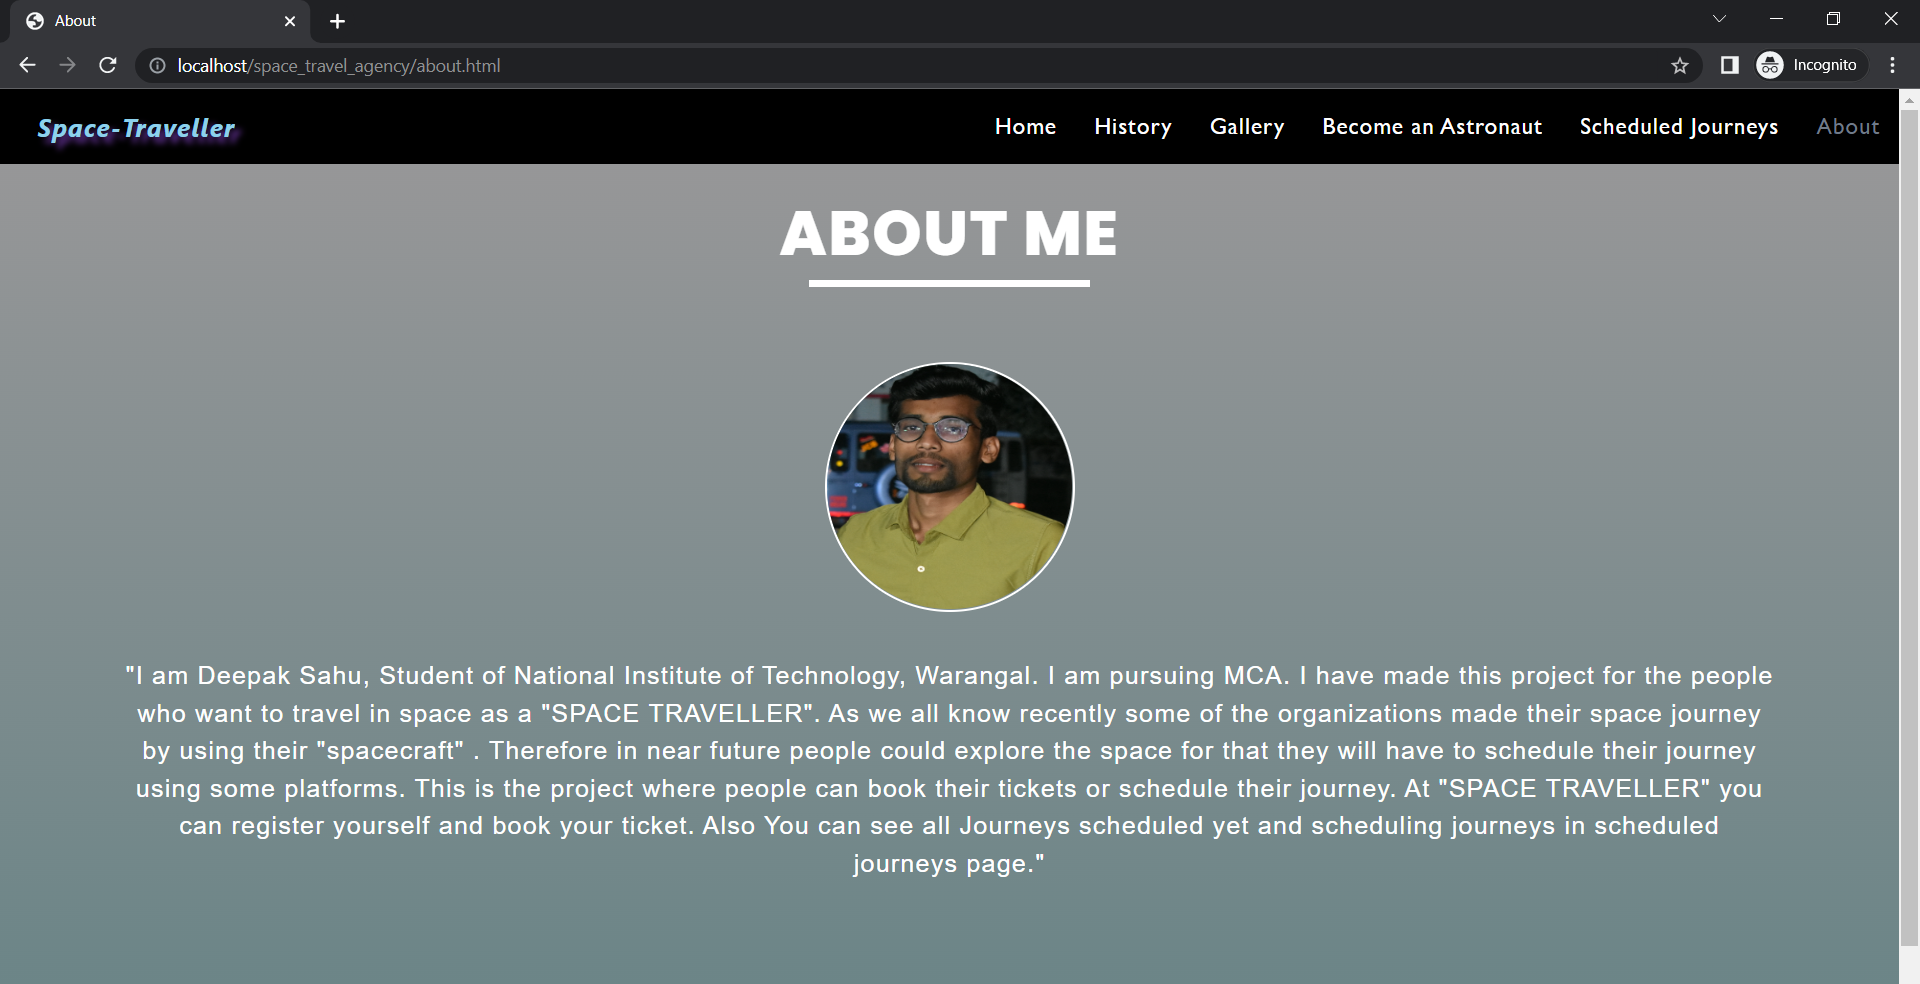 About
localhost/space_travel_agency/about.html
Incognito
Space-Traveller
Home History Gallery Become an Astronaut Scheduled Journeys About
ABOUT ME
"I am Deepak Sahu, Student of National Institute of Technology, Warangal. I am pursuing MCA. I have made this project for the people
who want to travel in space as a "SPACE TRAVELLER". As we all know recently some of the organizations made their space journey
by using their "spacecraft" . Therefore in near future people could explore the space for that they will have to schedule their journey
using some platforms. This is the project where people can book their tickets or schedule their journey. At "SPACE TRAVELLER" you
can register yourself and book your ticket. Also You can see all Journeys scheduled yet and scheduling journeys in scheduled
journeys page."